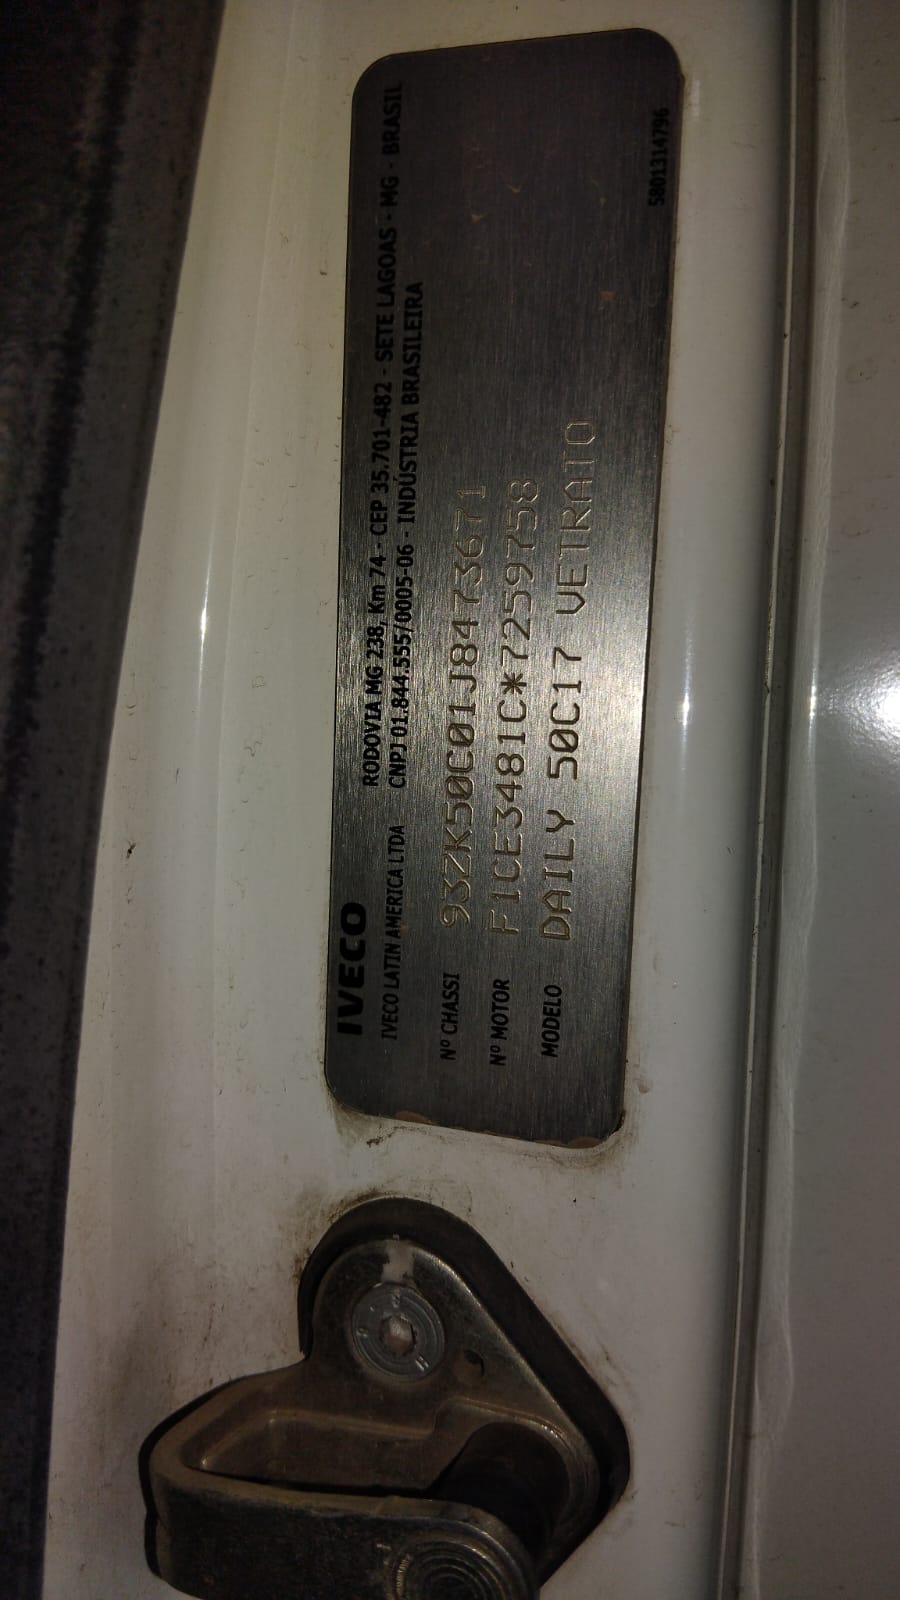 IVECO
RODOVIA MG 238, Km 74 - CEP 35.701-482 - SETE LAGOAS - MG - BRASIL
IVECO LATIN AMERICA LTDA CNPJ 01.844.555/0005-06 - INDÚSTRIA BRASILEIRA
Nº CHASSI 93ZK50C01J8473671
Nº MOTOR F1CE3481C*7259758
MODELO DAILY 50C17 VETRATO
5801314796